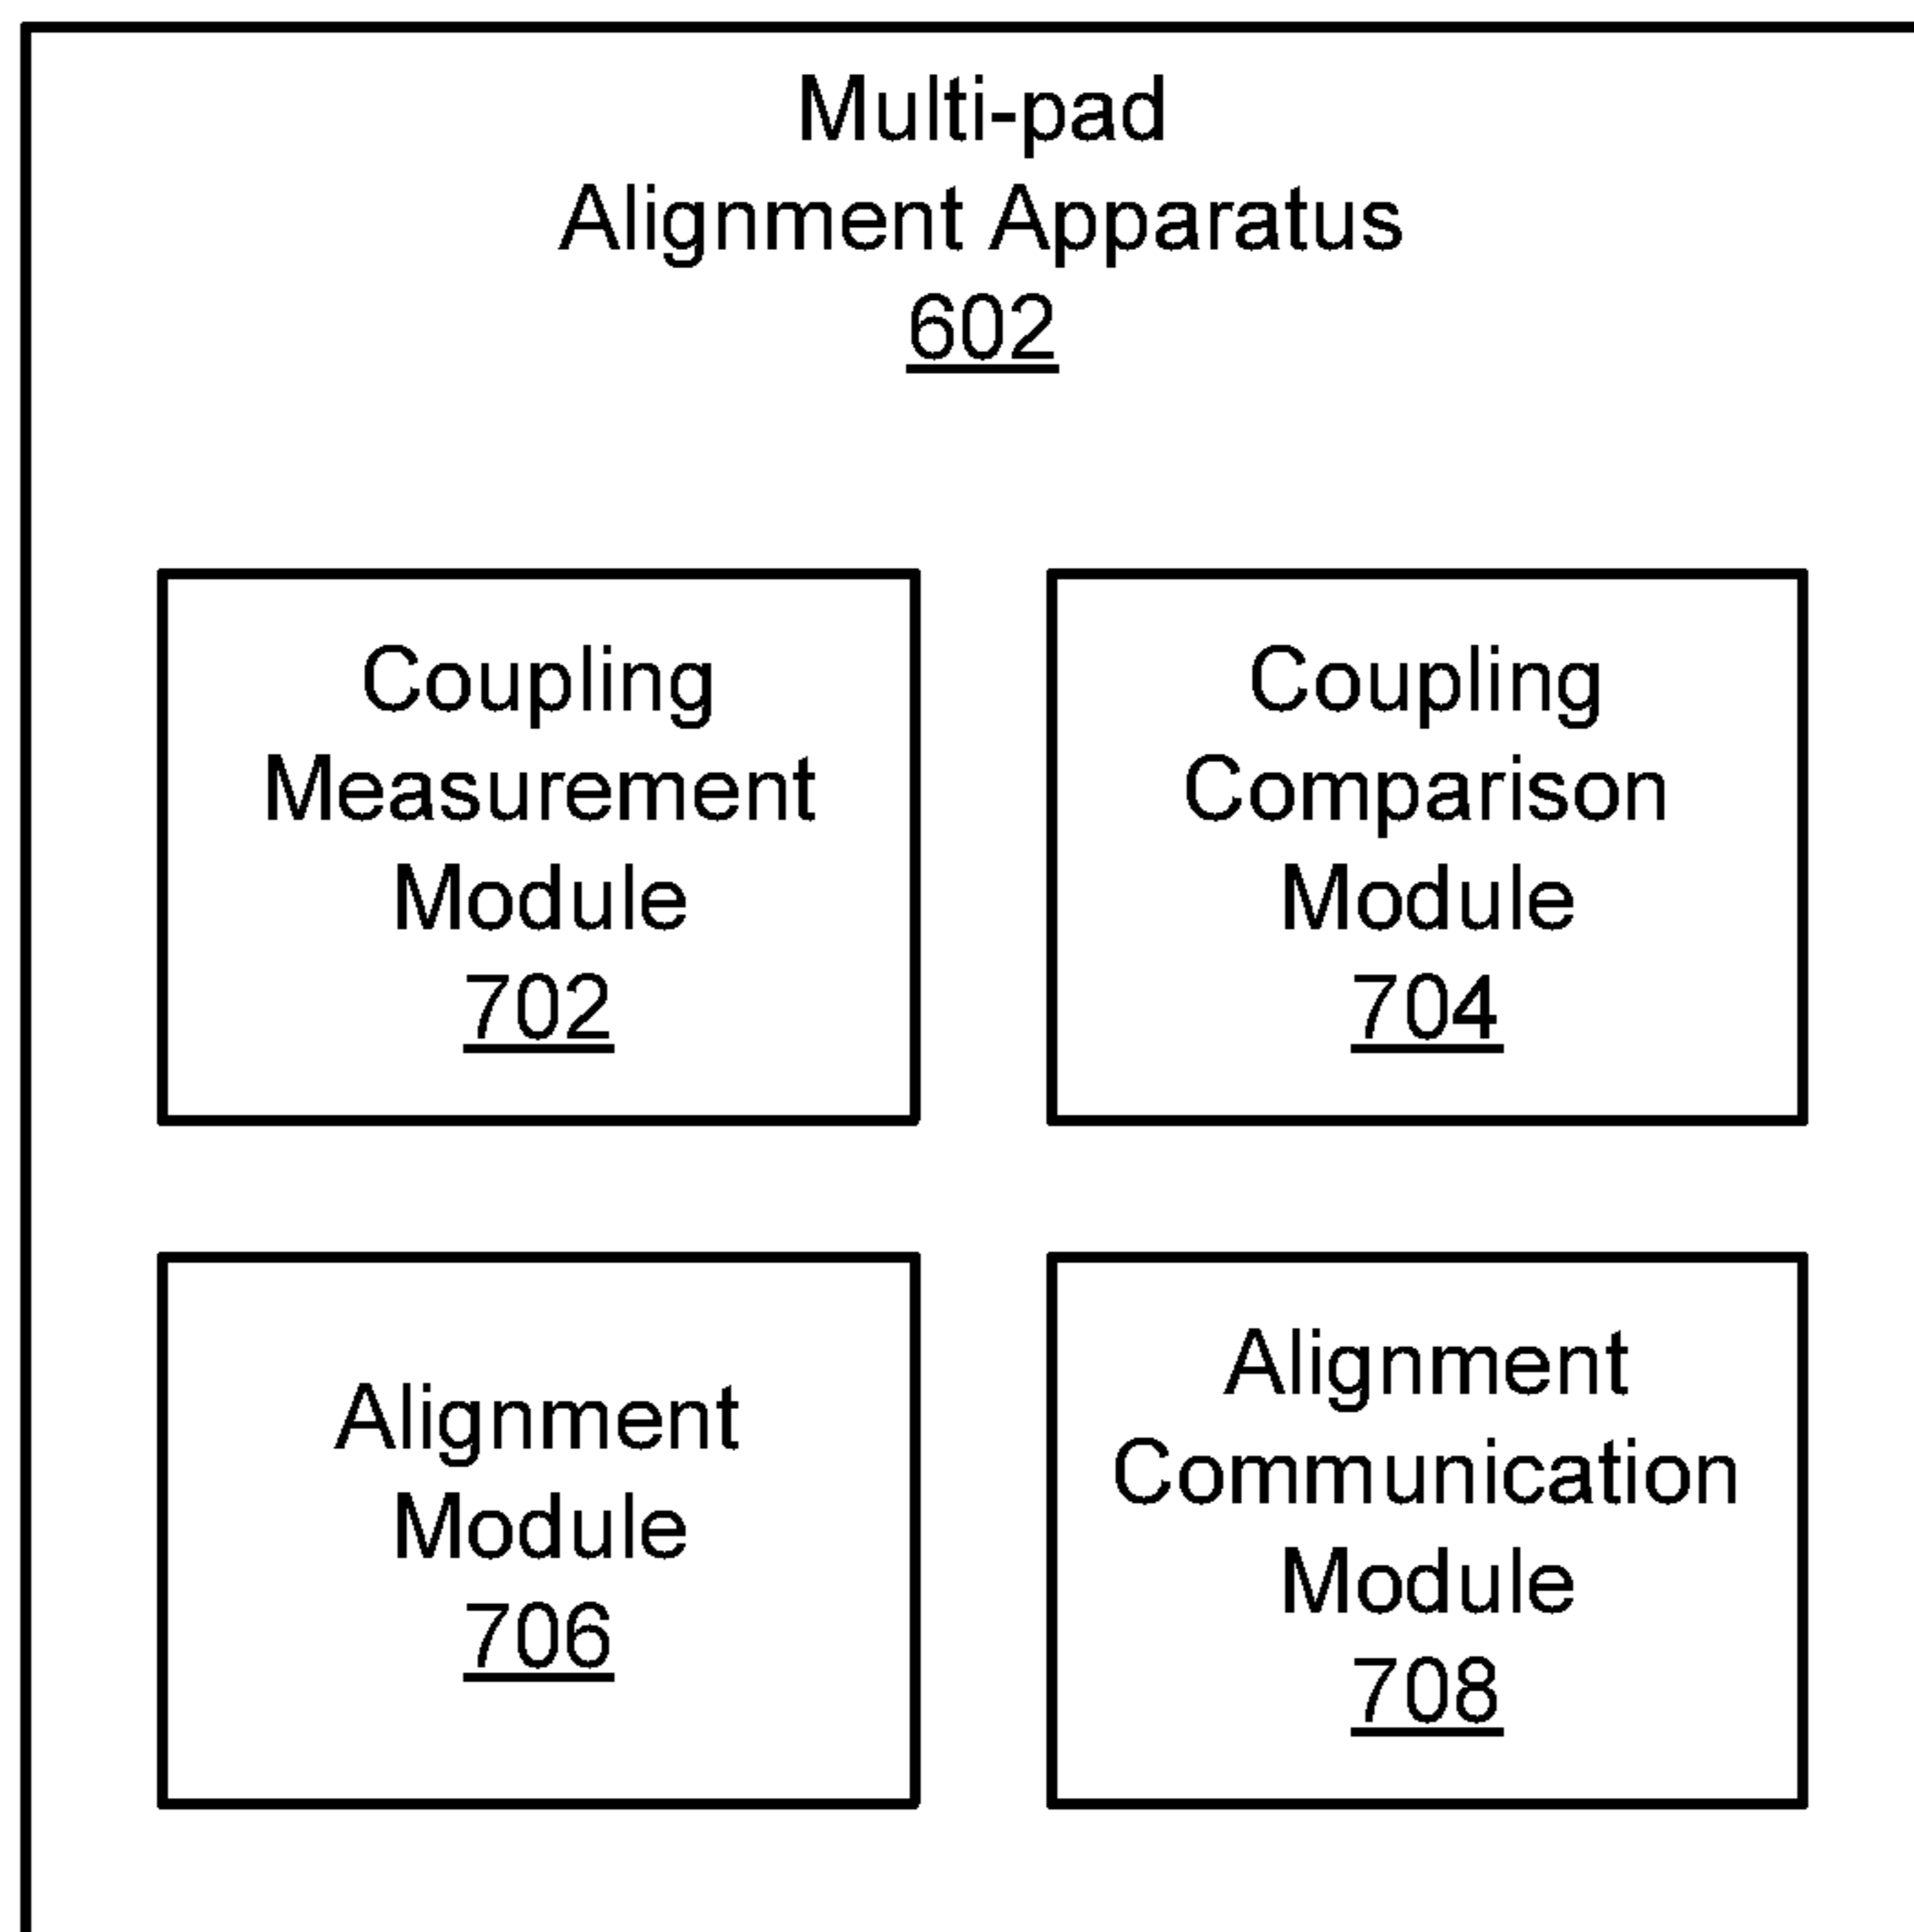 Multi-pad
Alignment Apparatus
602
Coupling
Measurement
Module
702
Coupling
Comparison
Module
704
Alignment
Module
706
Alignment
Communication
Module
708